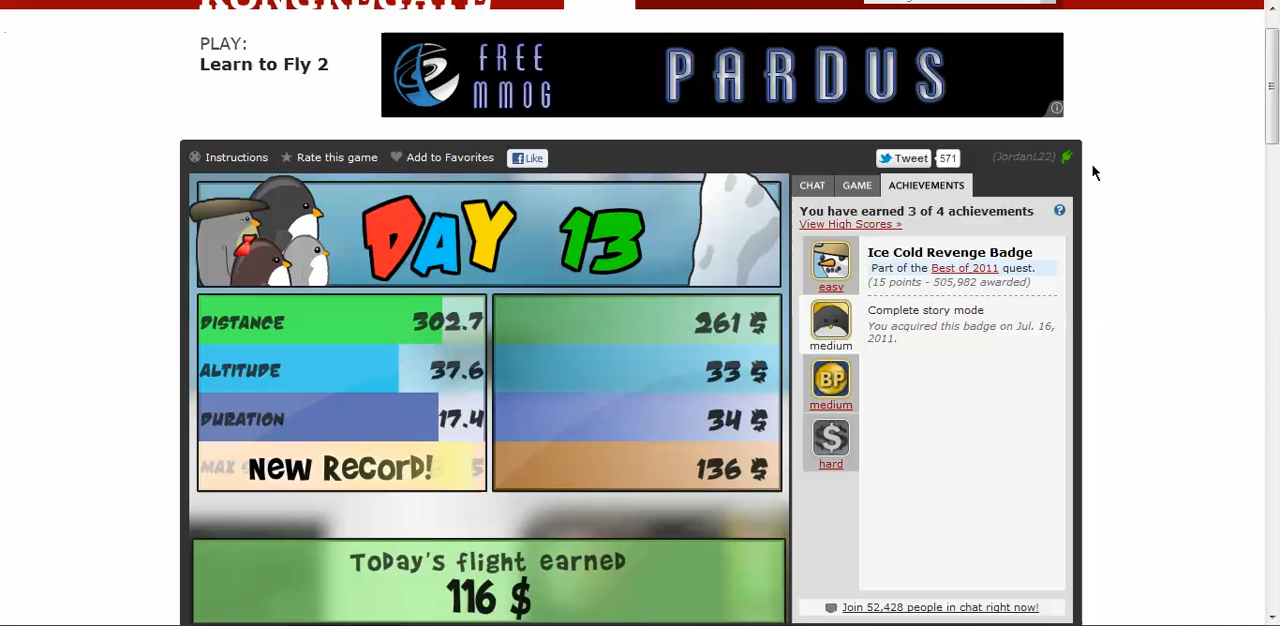 KONGREGATE
PLAY:
Learn to Fly 2
FREE
MMOG
PARDUS
Instructions Rate this game Add to Favorites Like Tweet 571 (JordanL22)
CHAT GAME ACHIEVEMENTS
DAY 13
You have earned 3 of 4 achievements
View High Scores »
easy
Ice Cold Revenge Badge
Part of the Best of 2011 quest.
(15 points - 505,982 awarded)
medium
Complete story mode
You acquired this badge on Jul. 16,
2011.
BP
medium
$
hard
DISTANCE 302.7 261 $
ALTITUDE 37.6 33 $
DURATION 17.4 34 $
MAX
New Record! 136 $
Today's flight earned
116 $
Join 52,428 people in chat right now!